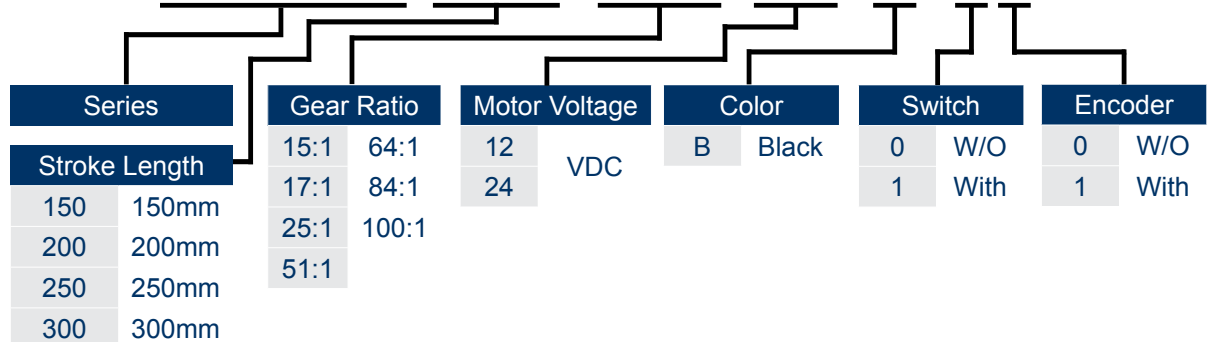 Series
Stroke Length
150 150mm
200 200mm
250 250mm
300 300mm
Gear Ratio
15:1 64:1
17:1 84:1
25:1 100:1
51:1
Motor Voltage
12
VDC
24
Color
B Black
Switch
0 W/O
1 With
Encoder
0 W/O
1 With